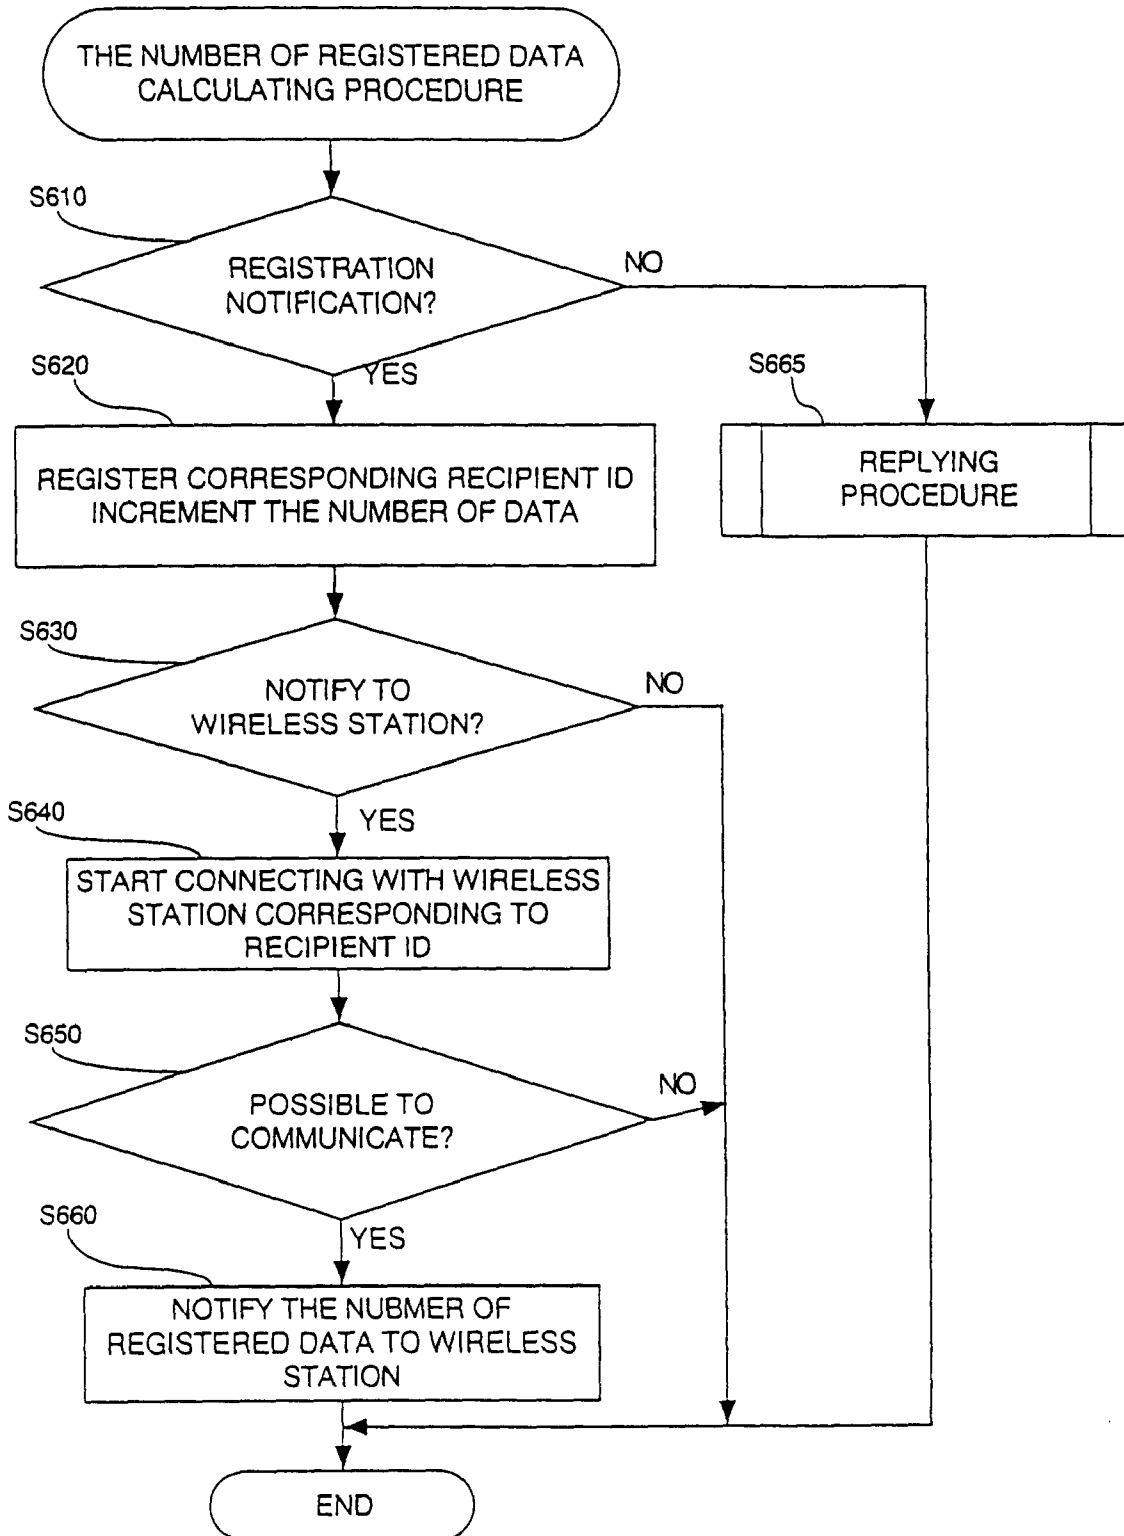 THE NUMBER OF REGISTERED DATA
CALCULATING PROCEDURE
S610
REGISTRATION
NOTIFICATION?
NO
YES
S620
S665
REGISTER CORRESPONDING RECIPIENT ID
INCREMENT THE NUMBER OF DATA
REPLYING
PROCEDURE
S630
NOTIFY TO
WIRELESS STATION?
NO
YES
S640
START CONNECTING WITH WIRELESS
STATION CORRESPONDING TO
RECIPIENT ID
S650
POSSIBLE TO
COMMUNICATE?
NO
YES
S660
NOTIFY THE NUBMER OF
REGISTERED DATA TO WIRELESS
STATION
END